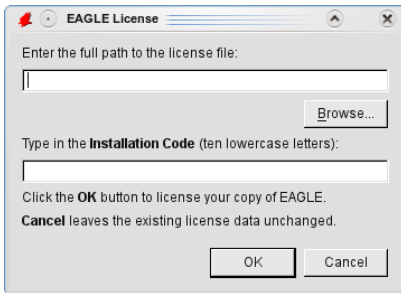 EAGLE License
Enter the full path to the license file:
Browse...
Type in the Installation Code (ten lowercase letters):
Click the OK button to license your copy of EAGLE.
Cancel leaves the existing license data unchanged.
OK
Cancel